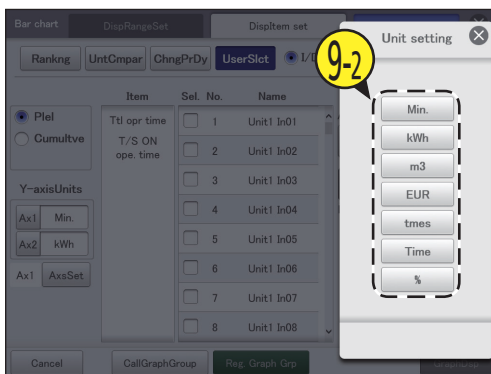 Bar chart
DispRangeSet
DispItem set
Unit setting
Rankng
UntCmpar
ChngPrDy
UserSlct
9-2
Item
Sel.
No.
Name
Plel
Cumultve
Ttl opr time
T/S ON
ope. time
1 Unit1 In01
2 Unit1 In02
3 Unit1 In03
4 Unit1 In04
5 Unit1 In05
6 Unit1 In06
7 Unit1 In07
8 Unit1 In08
Y-axisUnits
Ax1 Min.
Ax2 kWh
Ax1 AxsSet
Min.
kWh
m3
EUR
tmes
Time
%
Cancel
CallGraphGroup
Reg. Graph Grp